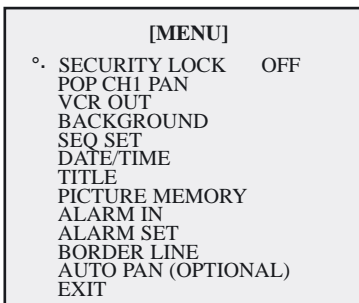 [MENU]
°· SECURITY LOCK OFF
POP CH1 PAN
VCR OUT
BACKGROUND
SEQ SET
DATE/TIME
TITLE
PICTURE MEMORY
ALARM IN
ALARM SET
BORDER LINE
AUTO PAN (OPTIONAL)
EXIT